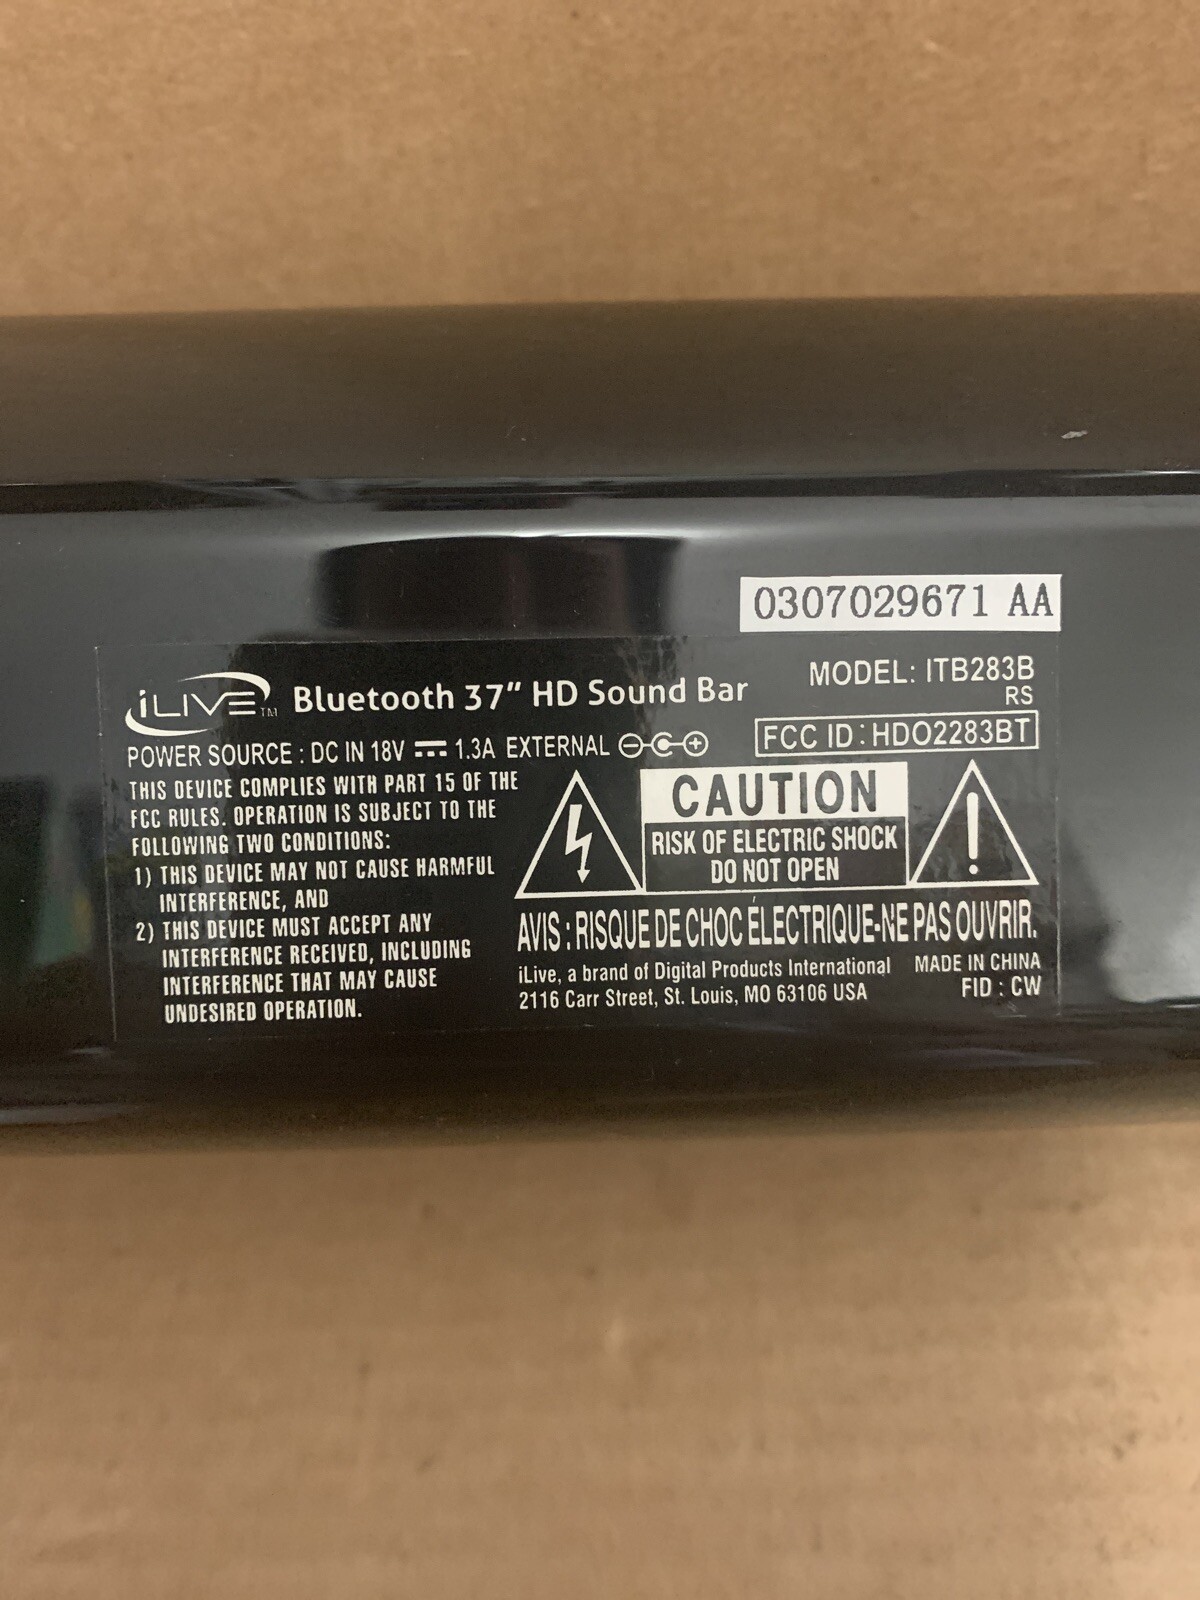 0307029671 AA
iLIVE™ Bluetooth 37" HD Sound Bar
MODEL: ITB283B
RS
POWER SOURCE : DC IN 18V ⎓ 1.3A EXTERNAL
FCC ID : HDO2283BT
THIS DEVICE COMPLIES WITH PART 15 OF THE
FCC RULES. OPERATION IS SUBJECT TO THE
FOLLOWING TWO CONDITIONS:
1) THIS DEVICE MAY NOT CAUSE HARMFUL
INTERFERENCE, AND
2) THIS DEVICE MUST ACCEPT ANY
INTERFERENCE RECEIVED, INCLUDING
INTERFERENCE THAT MAY CAUSE
UNDESIRED OPERATION.
CAUTION
RISK OF ELECTRIC SHOCK
DO NOT OPEN
AVIS : RISQUE DE CHOC ÉLECTRIQUE-NE PAS OUVRIR.
iLive, a brand of Digital Products International
2116 Carr Street, St. Louis, MO 63106 USA
MADE IN CHINA
FID : CW